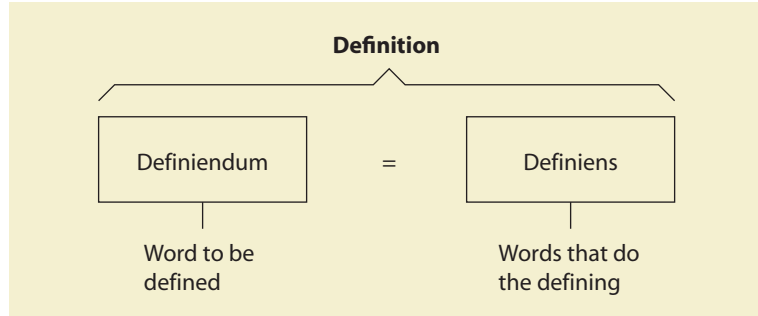 Definition
Definiendum = Definiens
Word to be Words that do
defined the defining